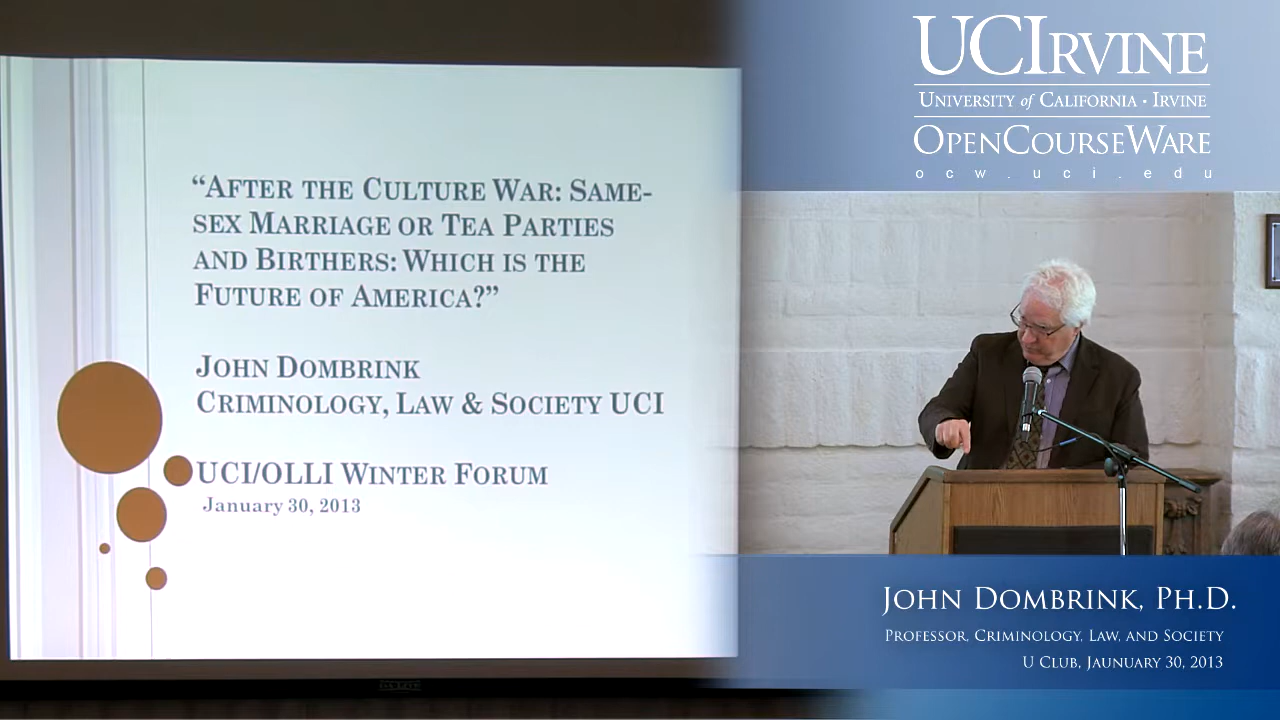 “AFTER THE CULTURE WAR: SAME-
SEX MARRIAGE OR TEA PARTIES
AND BIRTHERS: WHICH IS THE
FUTURE OF AMERICA?”
JOHN DOMBRINK
CRIMINOLOGY, LAW & SOCIETY UCI
UCI/OLLI WINTER FORUM
January 30, 2013
UCIRVINE
UNIVERSITY of CALIFORNIA · IRVINE
OPENCOURSEWARE
ocw.uci.edu
JOHN DOMBRINK, PH.D.
PROFESSOR, CRIMINOLOGY, LAW, AND SOCIETY
U CLUB, JAUNUARY 30, 2013